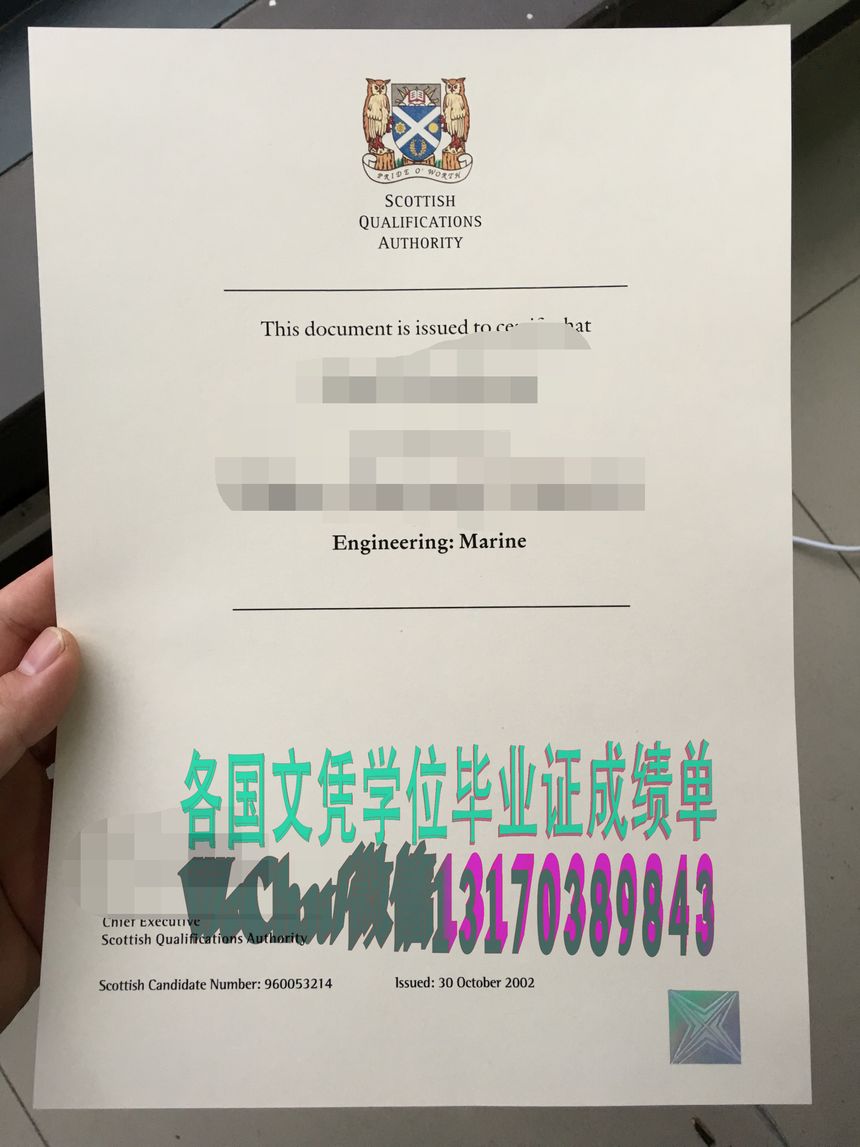 PRIDE O' WORTH
SCOTTISH
QUALIFICATIONS
AUTHORITY
This document is issued to certify that
Engineering: Marine
各国文凭学位毕业证成绩单
WeChat微信13170389843
Chief Executive
Scottish Qualifications Authority
Scottish Candidate Number: 960053214
Issued: 30 October 2002